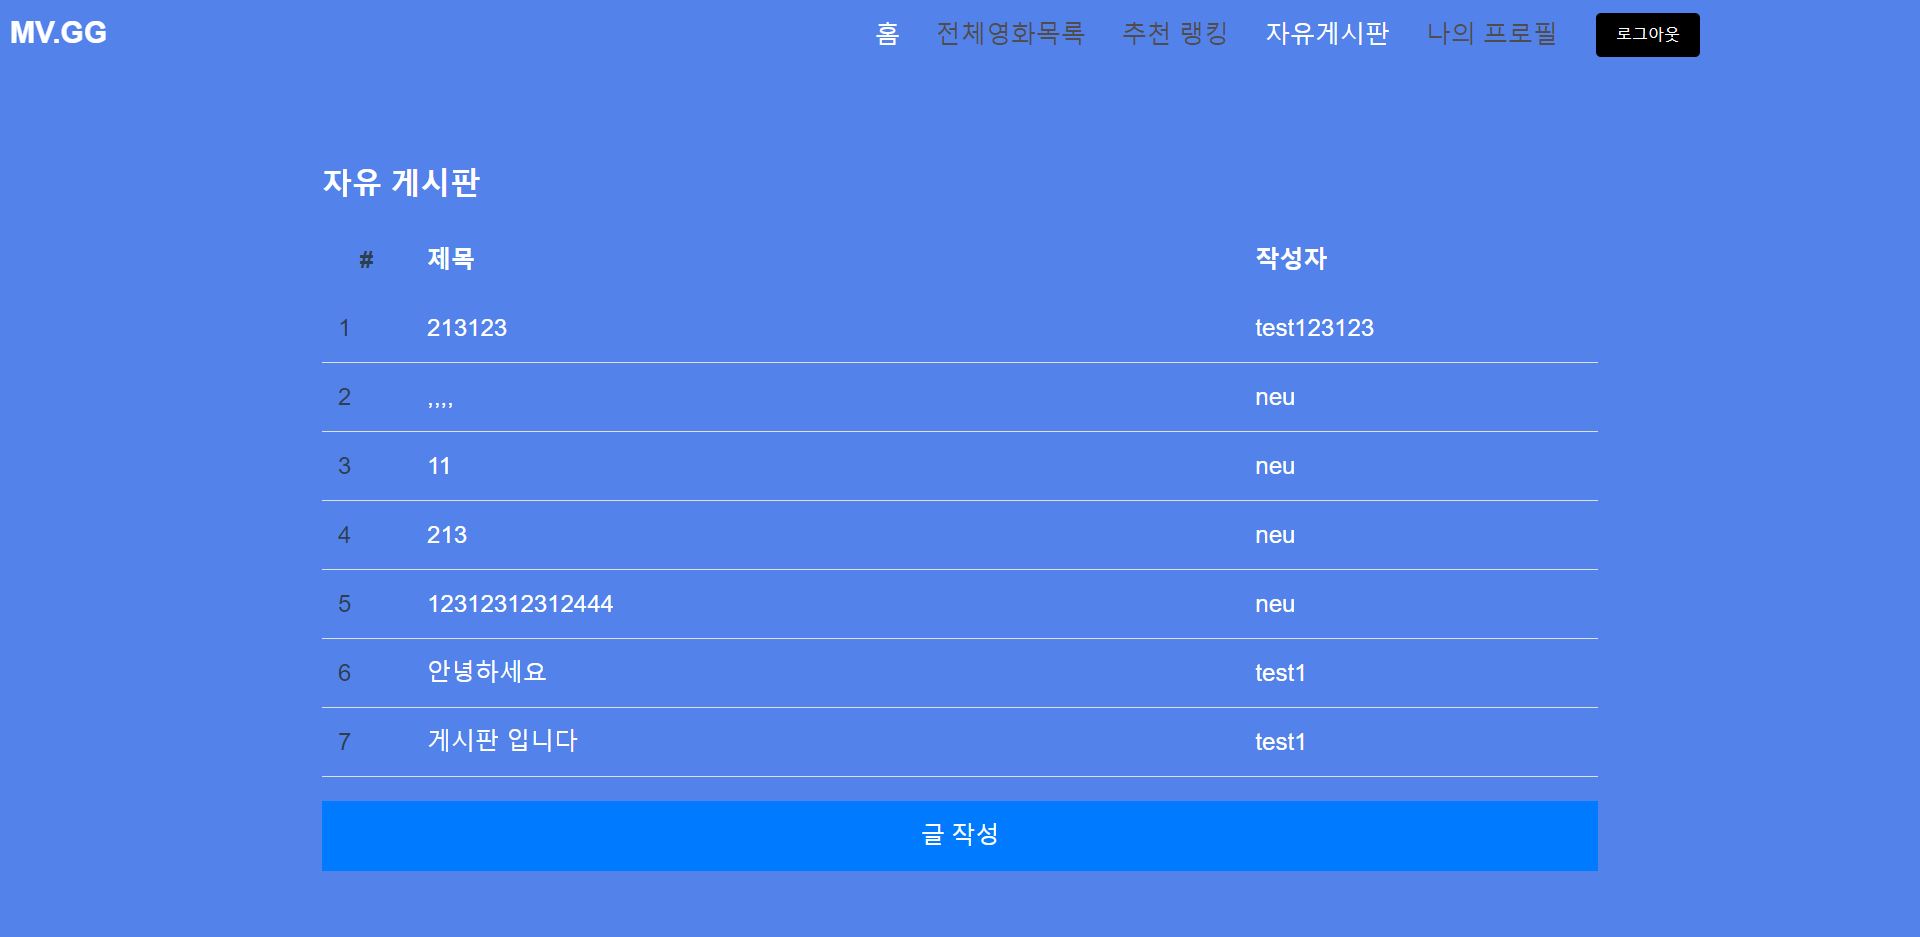 MV.GG 홈 전체영화목록 추천 랭킹 자유게시판 나의 프로필 로그아웃
자유 게시판
# 제목 작성자
1 213123 test123123
2 ,,,, neu
3 11 neu
4 213 neu
5 12312312312444 neu
6 안녕하세요 test1
7 게시판 입니다 test1
글 작성